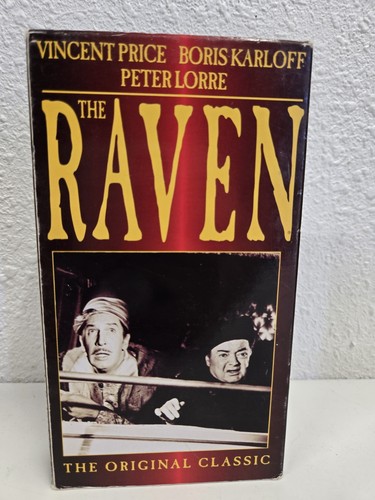 VINCENT PRICE BORIS KARLOFF
PETER LORRE
THE
RAVEN
THE ORIGINAL CLASSIC